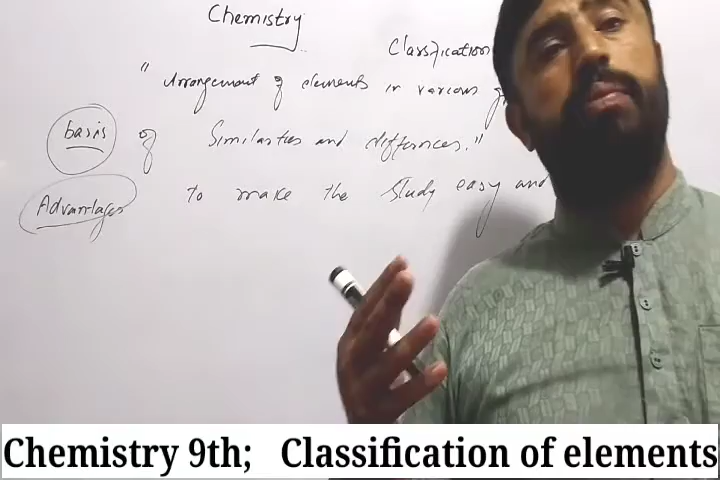 Chemistry
Classification
" Arrangement of elements in various
basis of Similarities and differences."
Advantages to make the study easy and
Chemistry 9th; Classification of elements